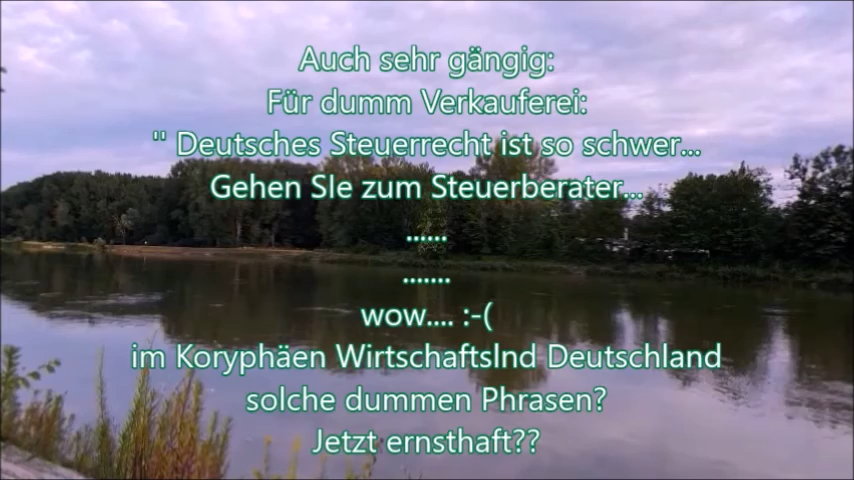 Auch sehr gängig:
Für dumm Verkauferei:
" Deutsches Steuerrecht ist so schwer...
Gehen SIe zum Steuerberater...
......
.......
wow.... :-(
im Koryphäen Wirtschaftslnd Deutschland
solche dummen Phrasen?
Jetzt ernsthaft??